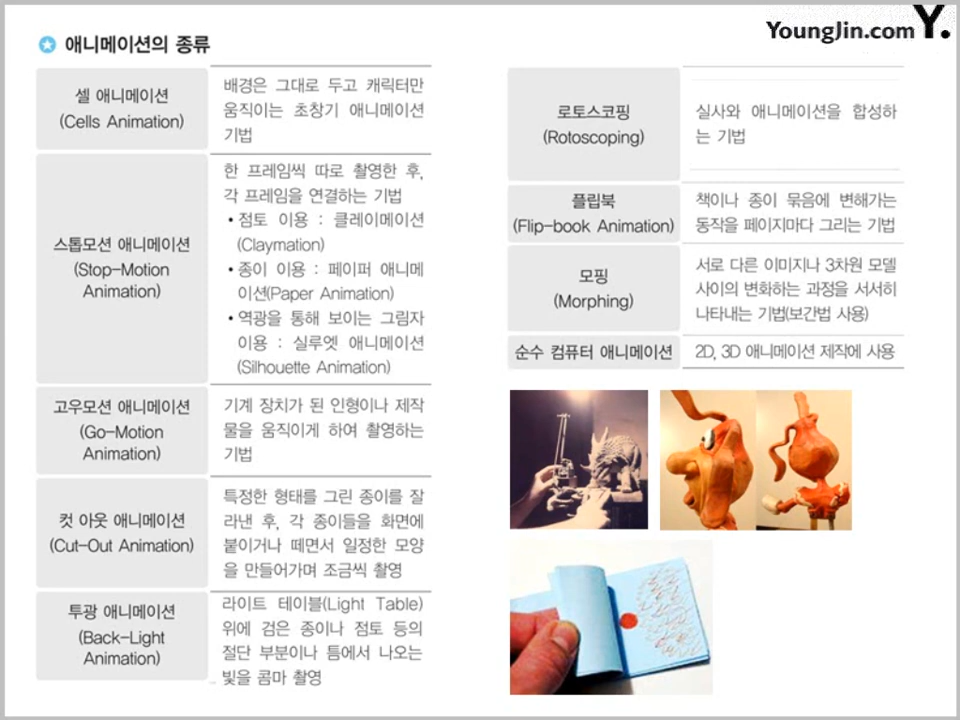 YoungJin.com Y.
애니메이션의 종류
셀 애니메이션
(Cells Animation)
배경은 그대로 두고 캐릭터만
움직이는 초창기 애니메이션
기법
스톱모션 애니메이션
(Stop-Motion
Animation)
한 프레임씩 따로 촬영한 후,
각 프레임을 연결하는 기법
• 점토 이용 : 클레이메이션
(Claymation)
• 종이 이용 : 페이퍼 애니메
이션(Paper Animation)
• 역광을 통해 보이는 그림자
이용 : 실루엣 애니메이션
(Silhouette Animation)
고우모션 애니메이션
(Go-Motion
Animation)
기계 장치가 된 인형이나 제작
물을 움직이게 하여 촬영하는
기법
컷 아웃 애니메이션
(Cut-Out Animation)
특정한 형태를 그린 종이를 잘
라낸 후, 각 종이들을 화면에
붙이거나 떼면서 일정한 모양
을 만들어가며 조금씩 촬영
투광 애니메이션
(Back-Light
Animation)
라이트 테이블(Light Table)
위에 검은 종이나 점토 등의
절단 부분이나 틈에서 나오는
빛을 콤마 촬영
로토스코핑
(Rotoscoping)
실사와 애니메이션을 합성하
는 기법
플립북
(Flip-book Animation)
책이나 종이 묶음에 변해가는
동작을 페이지마다 그리는 기법
모핑
(Morphing)
서로 다른 이미지나 3차원 모델
사이의 변화하는 과정을 서서히
나타내는 기법(보간법 사용)
순수 컴퓨터 애니메이션
2D, 3D 애니메이션 제작에 사용